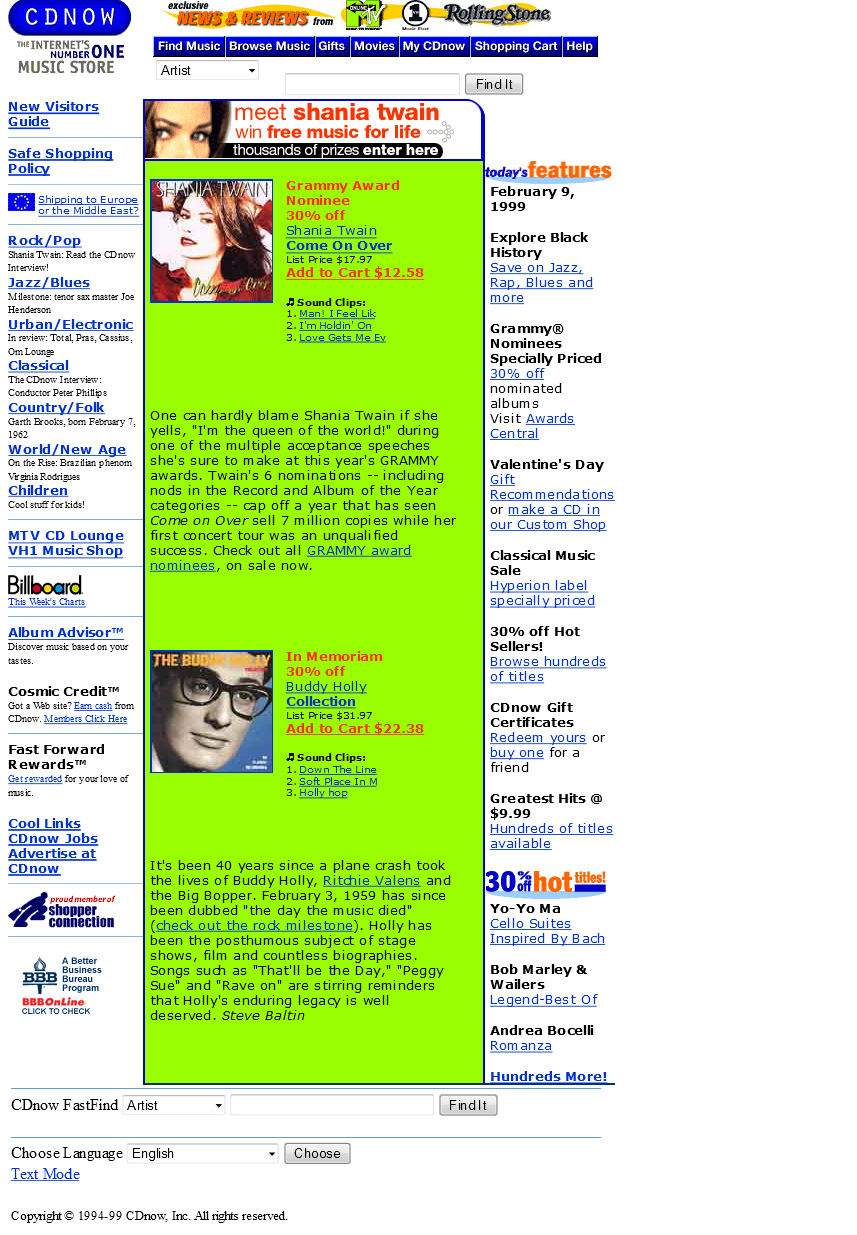 CDNOW
THE INTERNET'S
NUMBER ONE
MUSIC STORE
exclusive
NEWS & REVIEWS from
MTV
ONLINE
1
RollingStone
Find Music
Browse Music
Gifts
Movies
My CDnow
Shopping Cart
Help
Artist
Find It
New Visitors
Guide
Safe Shopping
Policy
Shipping to Europe
or the Middle East?
Rock/Pop
Shania Twain: Read the CDnow
Interview!
Jazz/Blues
Milestone: tenor sax master Joe
Henderson
Urban/Electronic
In review: Total, Pras, Cassius,
Om Lounge
Classical
The CDnow Interview:
Conductor Peter Phillips
Country/Folk
Garth Brooks, born February 7,
1962
World/New Age
On the Rise: Brazilian phenom
Virginia Rodrigues
Children
Cool stuff for kids!
MTV CD Lounge
VH1 Music Shop
Billboard
This Week's Charts
Album Advisor™
Discover music based on your
tastes.
Cosmic Credit™
Got a Web site? Earn cash from
CDnow. Members Click Here
Fast Forward
Rewards™
Get rewarded for your love of
music.
Cool Links
CDnow Jobs
Advertise at
CDnow
proud member of
shopper
connection
BBB
A Better
Business
Bureau
Program
BBBOnLine
CLICK TO CHECK
meet shania twain
win free music for life
thousands of prizes enter here
SHANIA TWAIN
Come On Over
Grammy Award
Nominee
30% off
Shania Twain
Come On Over
List Price $17.97
Add to Cart $12.58
Sound Clips:
1. Man! I Feel Lik
2. I'm Holdin' On
3. Love Gets Me Ev
One can hardly blame Shania Twain if she
yells, "I'm the queen of the world!" during
one of the multiple acceptance speeches
she's sure to make at this year's GRAMMY
awards. Twain's 6 nominations -- including
nods in the Record and Album of the Year
categories -- cap off a year that has seen
Come on Over sell 7 million copies while her
first concert tour was an unqualified
success. Check out all GRAMMY award
nominees, on sale now.
THE BUDDY HOLLY
In Memoriam
30% off
Buddy Holly
Collection
List Price $31.97
Add to Cart $22.38
Sound Clips:
1. Down The Line
2. Soft Place In M
3. Holly hop
It's been 40 years since a plane crash took
the lives of Buddy Holly, Ritchie Valens and
the Big Bopper. February 3, 1959 has since
been dubbed "the day the music died"
(check out the rock milestone). Holly has
been the posthumous subject of stage
shows, film and countless biographies.
Songs such as "That'll be the Day," "Peggy
Sue" and "Rave on" are stirring reminders
that Holly's enduring legacy is well
deserved. Steve Baltin
today's features
February 9,
1999
Explore Black
History
Save on Jazz,
Rap, Blues and
more
Grammy®
Nominees
Specially Priced
30% off
nominated
albums
Visit Awards
Central
Valentine's Day
Gift
Recommendations
or make a CD in
our Custom Shop
Classical Music
Sale
Hyperion label
specially priced
30% off Hot
Sellers!
Browse hundreds
of titles
CDnow Gift
Certificates
Redeem yours or
buy one for a
friend
Greatest Hits @
$9.99
Hundreds of titles
available
30% off hot titles!
Yo-Yo Ma
Cello Suites
Inspired By Bach
Bob Marley &
Wailers
Legend-Best Of
Andrea Bocelli
Romanza
Hundreds More!
CDnow FastFind Artist Find It
Choose Language English Choose
Text Mode
Copyright © 1994-99 CDnow, Inc. All rights reserved.